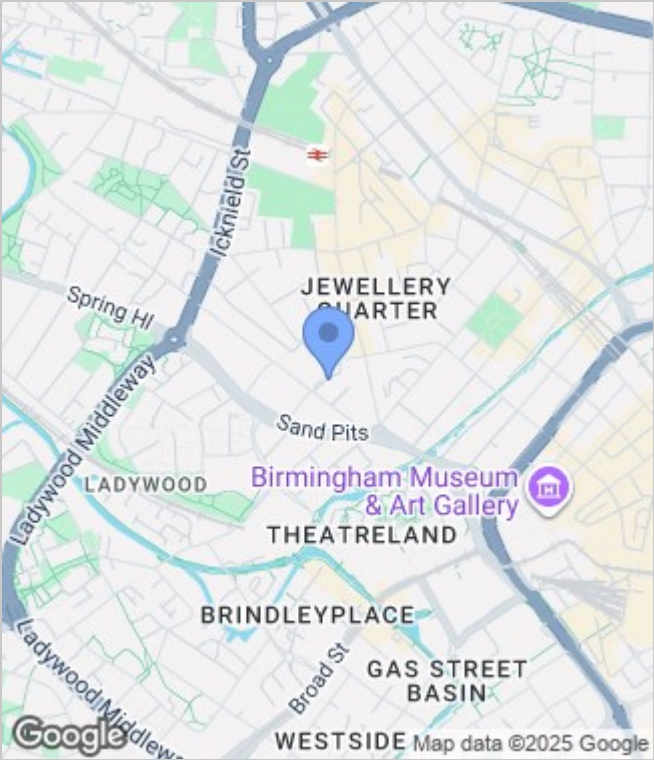 Icknield St
JEWELLERY
QUARTER
Spring Hl
Sand Pits
Ladywood Middleway
LADYWOOD
Birmingham Museum
& Art Gallery
THEATRELAND
BRINDLEYPLACE
Broad St
GAS STREET
BASIN
Ladywood Middleway
WESTSIDE
Google
Map data ©2025 Google